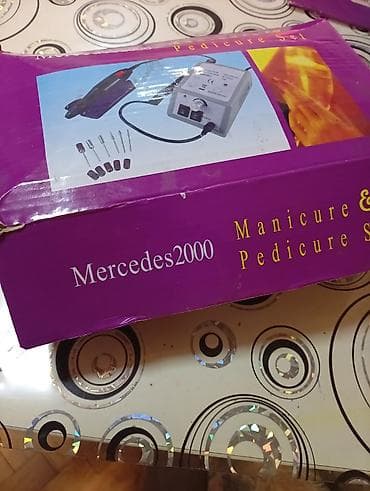 Pedicure Set
Mercedes2000
Manicure &
Pedicure S